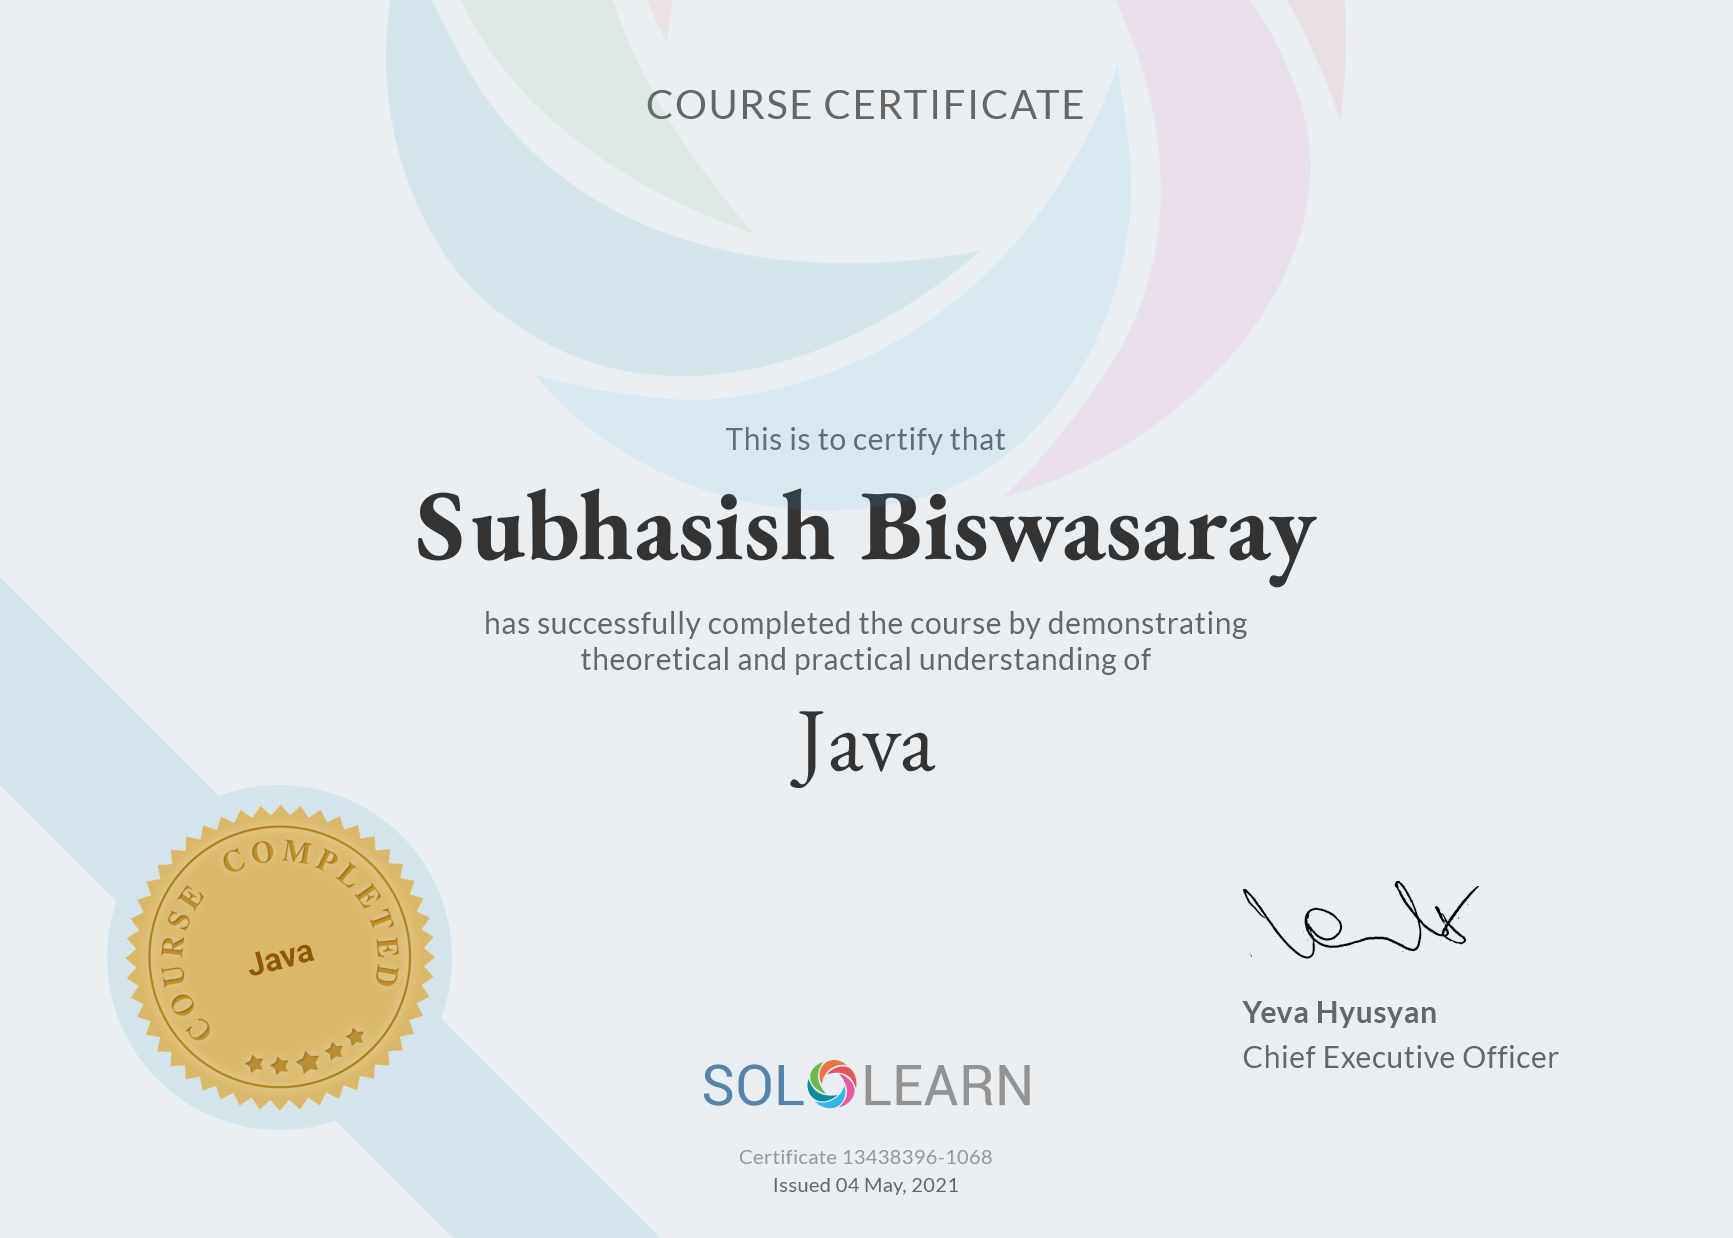 COURSE CERTIFICATE
This is to certify that
Subhasish Biswasaray
has successfully completed the course by demonstrating
theoretical and practical understanding of
Java
COURSE COMPLETED
Java
Yeva Hyusyan
Chief Executive Officer
SOLOLEARN
Certificate 13438396-1068
Issued 04 May, 2021